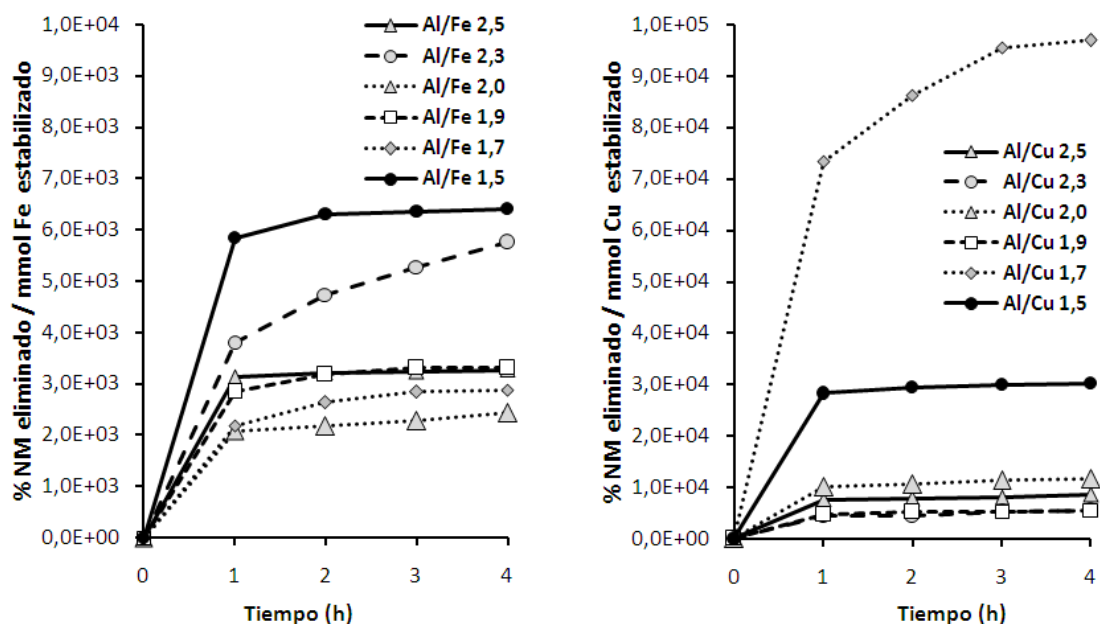 % NM eliminado / mmol Fe estabilizado
1,0E+04
9,0E+03
8,0E+03
7,0E+03
6,0E+03
5,0E+03
4,0E+03
3,0E+03
2,0E+03
1,0E+03
0,0E+00
Al/Fe 2,5
Al/Fe 2,3
Al/Fe 2,0
Al/Fe 1,9
Al/Fe 1,7
Al/Fe 1,5
0 1 2 3 4
Tiempo (h)
% NM eliminado / mmol Cu estabilizado
1,0E+05
9,0E+04
8,0E+04
7,0E+04
6,0E+04
5,0E+04
4,0E+04
3,0E+04
2,0E+04
1,0E+04
0,0E+00
Al/Cu 2,5
Al/Cu 2,3
Al/Cu 2,0
Al/Cu 1,9
Al/Cu 1,7
Al/Cu 1,5
0 1 2 3 4
Tiempo (h)